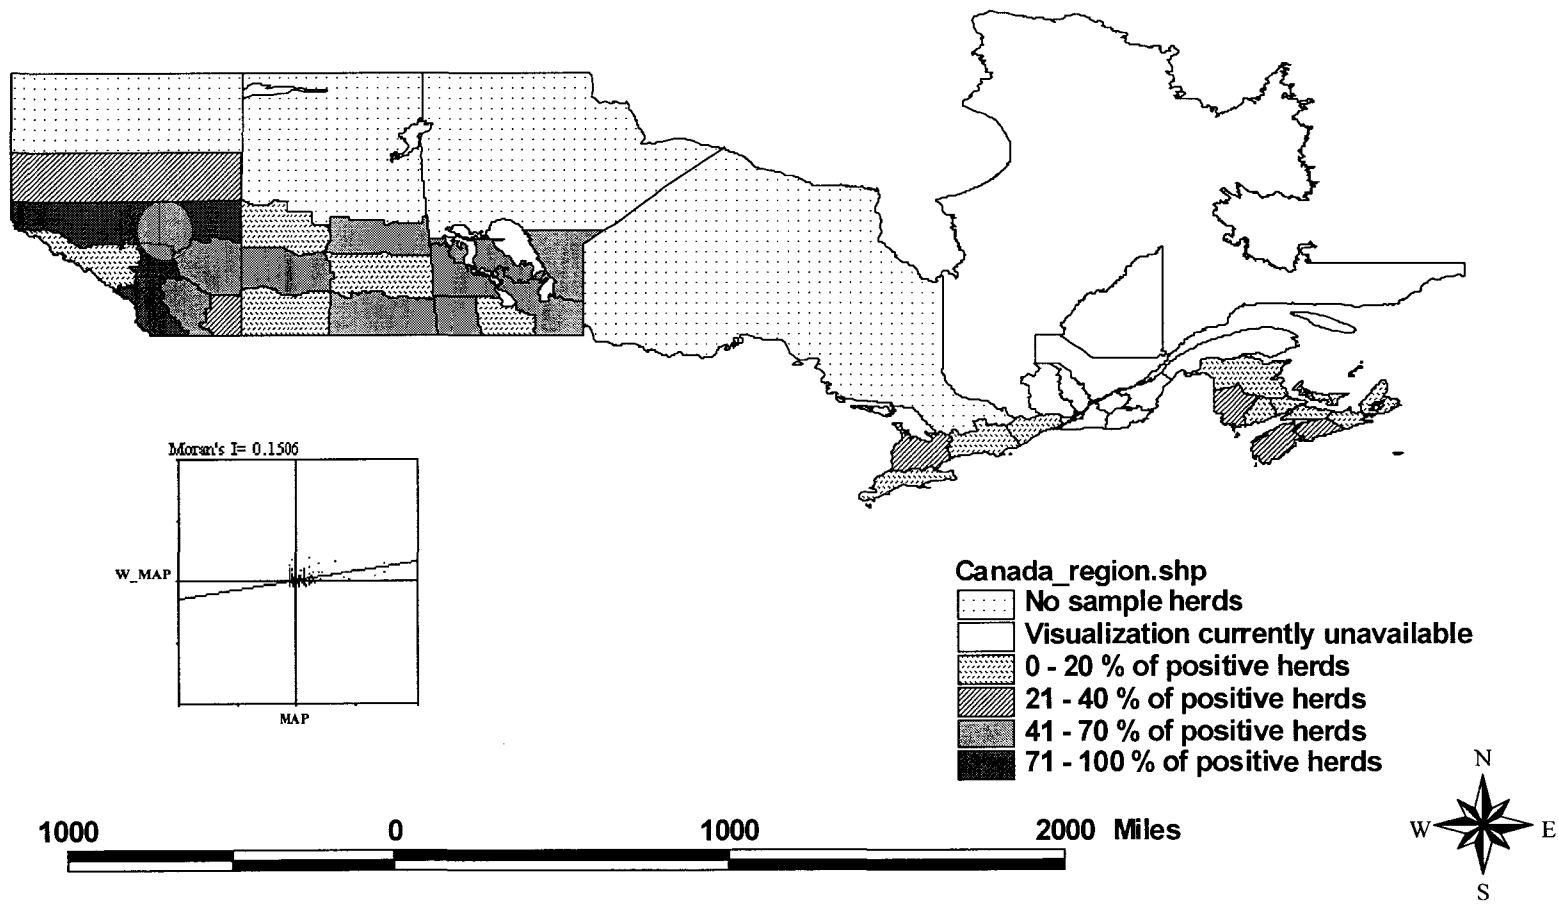 Moran's I= 0.1506
W_MAP
MAP
Canada_region.shp
No sample herds
Visualization currently unavailable
0 - 20 % of positive herds
21 - 40 % of positive herds
41 - 70 % of positive herds
71 - 100 % of positive herds
1000 0 1000 2000 Miles
N
W E
S